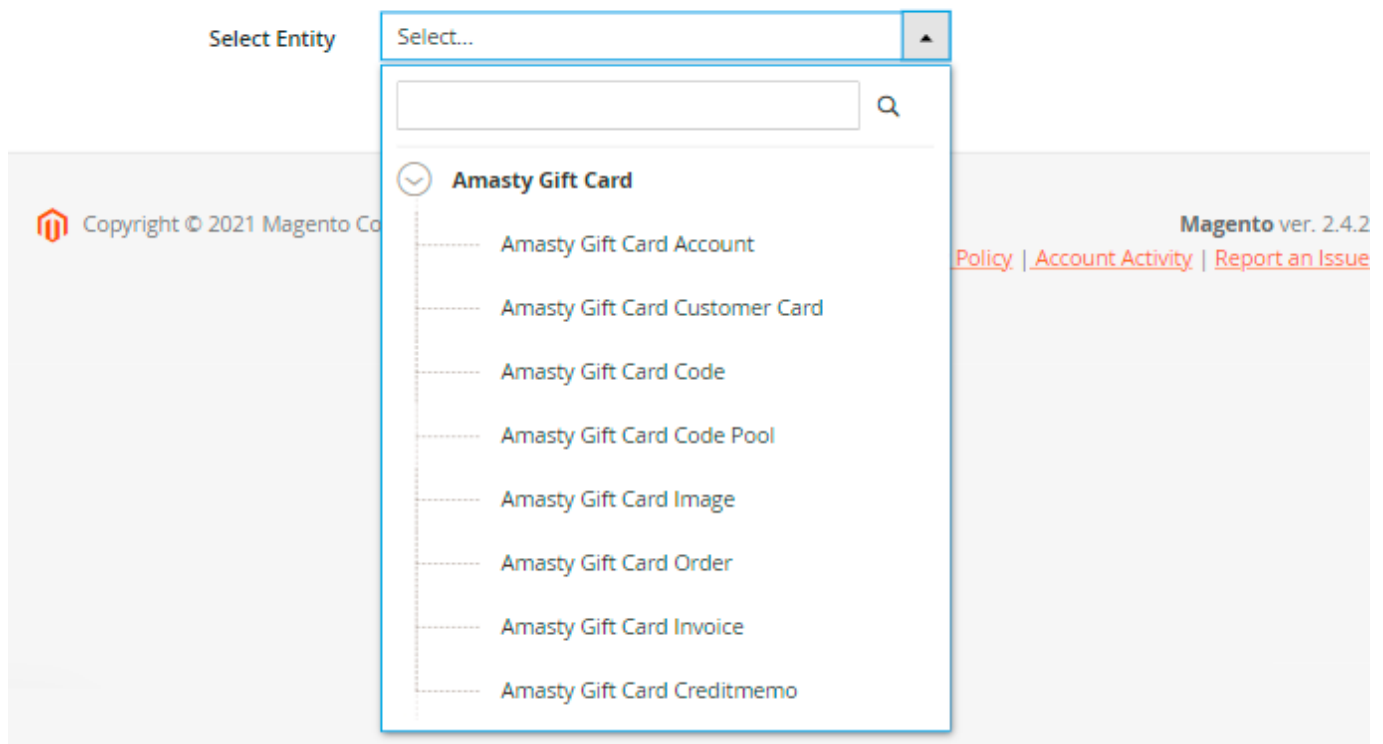 Select Entity
Select...
Amasty Gift Card
Amasty Gift Card Account
Amasty Gift Card Customer Card
Amasty Gift Card Code
Amasty Gift Card Code Pool
Amasty Gift Card Image
Amasty Gift Card Order
Amasty Gift Card Invoice
Amasty Gift Card Creditmemo
Copyright © 2021 Magento Co
Magento ver. 2.4.2
Policy | Account Activity | Report an Issue